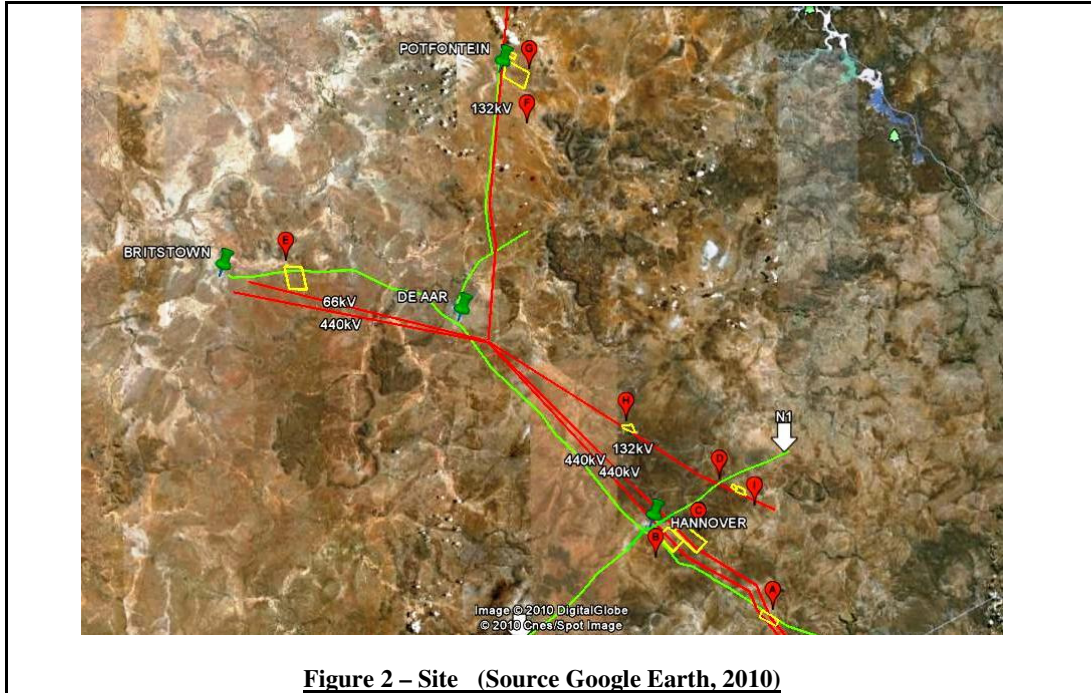 POTFONTEIN
G
132kV
F
BRITSTOWN
E
66kV
DE AAR
440kV
H
N1
132kV
440kV
440kV
D
I
C
HANNOVER
B
A
Image © 2010 DigitalGlobe
© 2010 Cnes/Spot Image
Figure 2 – Site (Source Google Earth, 2010)